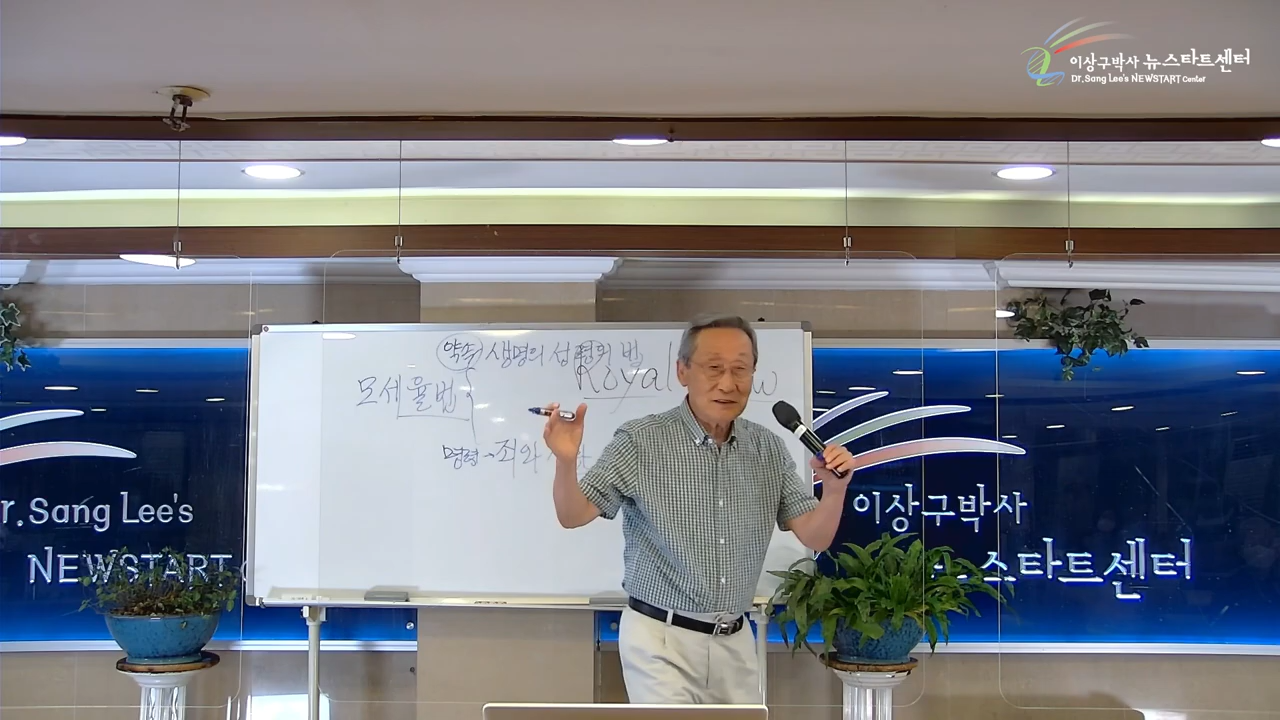 이상구박사 뉴스타트센터
Dr. Sang Lee's NEWSTART Center
약속 생명의 성령의 법
모세율법
Royal
명령→죄와
r. Sang Lee's
NEWSTART
이상구박사
스타트센터